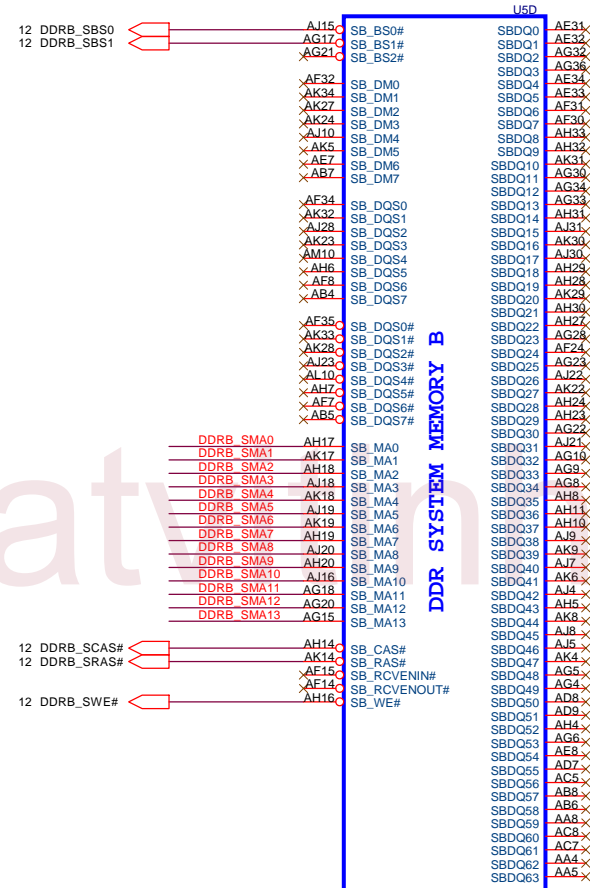 U5D
12 DDRB_SBS0 AJ15 SB_BS0#
12 DDRB_SBS1 AG17 SB_BS1#
AG21 SB_BS2#
AF32 SB_DM0
AK34 SB_DM1
AK27 SB_DM2
AK24 SB_DM3
AJ10 SB_DM4
AK5 SB_DM5
AE7 SB_DM6
AB7 SB_DM7
AF34 SB_DQS0
AK32 SB_DQS1
AJ28 SB_DQS2
AK23 SB_DQS3
AM10 SB_DQS4
AH6 SB_DQS5
AF8 SB_DQS6
AB4 SB_DQS7
AF35 SB_DQS0#
AK33 SB_DQS1#
AK28 SB_DQS2#
AJ23 SB_DQS3#
AL10 SB_DQS4#
AH7 SB_DQS5#
AF7 SB_DQS6#
AB5 SB_DQS7#
DDRB_SMA0 AH17 SB_MA0
DDRB_SMA1 AK17 SB_MA1
DDRB_SMA2 AH18 SB_MA2
DDRB_SMA3 AJ18 SB_MA3
DDRB_SMA4 AK18 SB_MA4
DDRB_SMA5 AJ19 SB_MA5
DDRB_SMA6 AK19 SB_MA6
DDRB_SMA7 AH19 SB_MA7
DDRB_SMA8 AJ20 SB_MA8
DDRB_SMA9 AH20 SB_MA9
DDRB_SMA10 AJ16 SB_MA10
DDRB_SMA11 AG18 SB_MA11
DDRB_SMA12 AG20 SB_MA12
DDRB_SMA13 AG15 SB_MA13
12 DDRB_SCAS# AH14 SB_CAS#
12 DDRB_SRAS# AK14 SB_RAS#
AF15 SB_RCVENIN#
AF14 SB_RCVENOUT#
12 DDRB_SWE# AH16 SB_WE#
DDR SYSTEM MEMORY B
SBDQ0 AE31
SBDQ1 AE32
SBDQ2 AG32
SBDQ3 AG36
SBDQ4 AE34
SBDQ5 AE33
SBDQ6 AF31
SBDQ7 AF30
SBDQ8 AH33
SBDQ9 AH32
SBDQ10 AK31
SBDQ11 AG30
SBDQ12 AG34
SBDQ13 AG33
SBDQ14 AH31
SBDQ15 AJ31
SBDQ16 AK30
SBDQ17 AJ30
SBDQ18 AH29
SBDQ19 AH28
SBDQ20 AK29
SBDQ21 AH30
SBDQ22 AH27
SBDQ23 AG28
SBDQ24 AF24
SBDQ25 AG23
SBDQ26 AJ22
SBDQ27 AK22
SBDQ28 AH24
SBDQ29 AH23
SBDQ30 AG22
SBDQ31 AJ21
SBDQ32 AG10
SBDQ33 AG9
SBDQ34 AG8
SBDQ35 AH8
SBDQ36 AH11
SBDQ37 AH10
SBDQ38 AJ9
SBDQ39 AK9
SBDQ40 AJ7
SBDQ41 AK6
SBDQ42 AJ4
SBDQ43 AH5
SBDQ44 AK8
SBDQ45 AJ8
SBDQ46 AJ5
SBDQ47 AK4
SBDQ48 AG5
SBDQ49 AG4
SBDQ50 AD8
SBDQ51 AD9
SBDQ52 AH4
SBDQ53 AG6
SBDQ54 AE8
SBDQ55 AD7
SBDQ56 AC5
SBDQ57 AB8
SBDQ58 AB6
SBDQ59 AA8
SBDQ60 AC8
SBDQ61 AC7
SBDQ62 AA4
SBDQ63 AA5